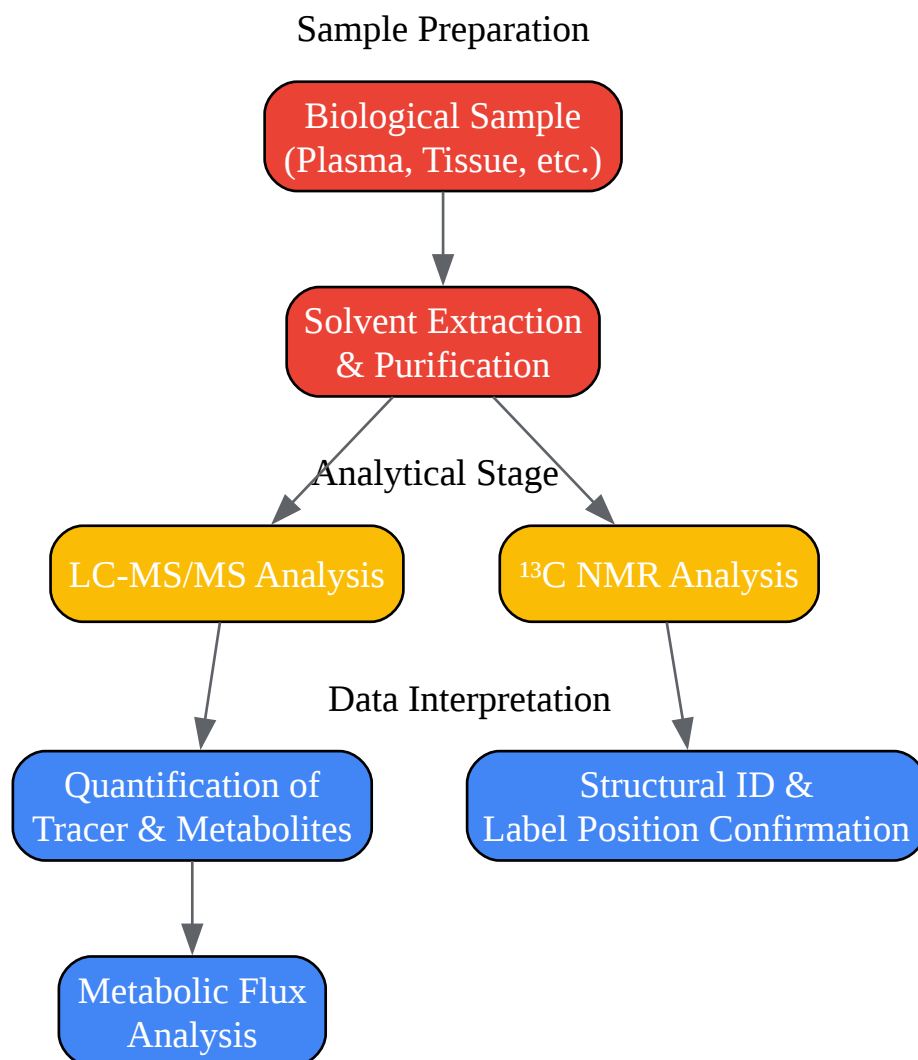 Sample Preparation
Biological Sample
(Plasma, Tissue, etc.)
Solvent Extraction
& Purification
Analytical Stage
LC-MS/MS Analysis
¹³C NMR Analysis
Data Interpretation
Quantification of
Tracer & Metabolites
Structural ID &
Label Position Confirmation
Metabolic Flux
Analysis